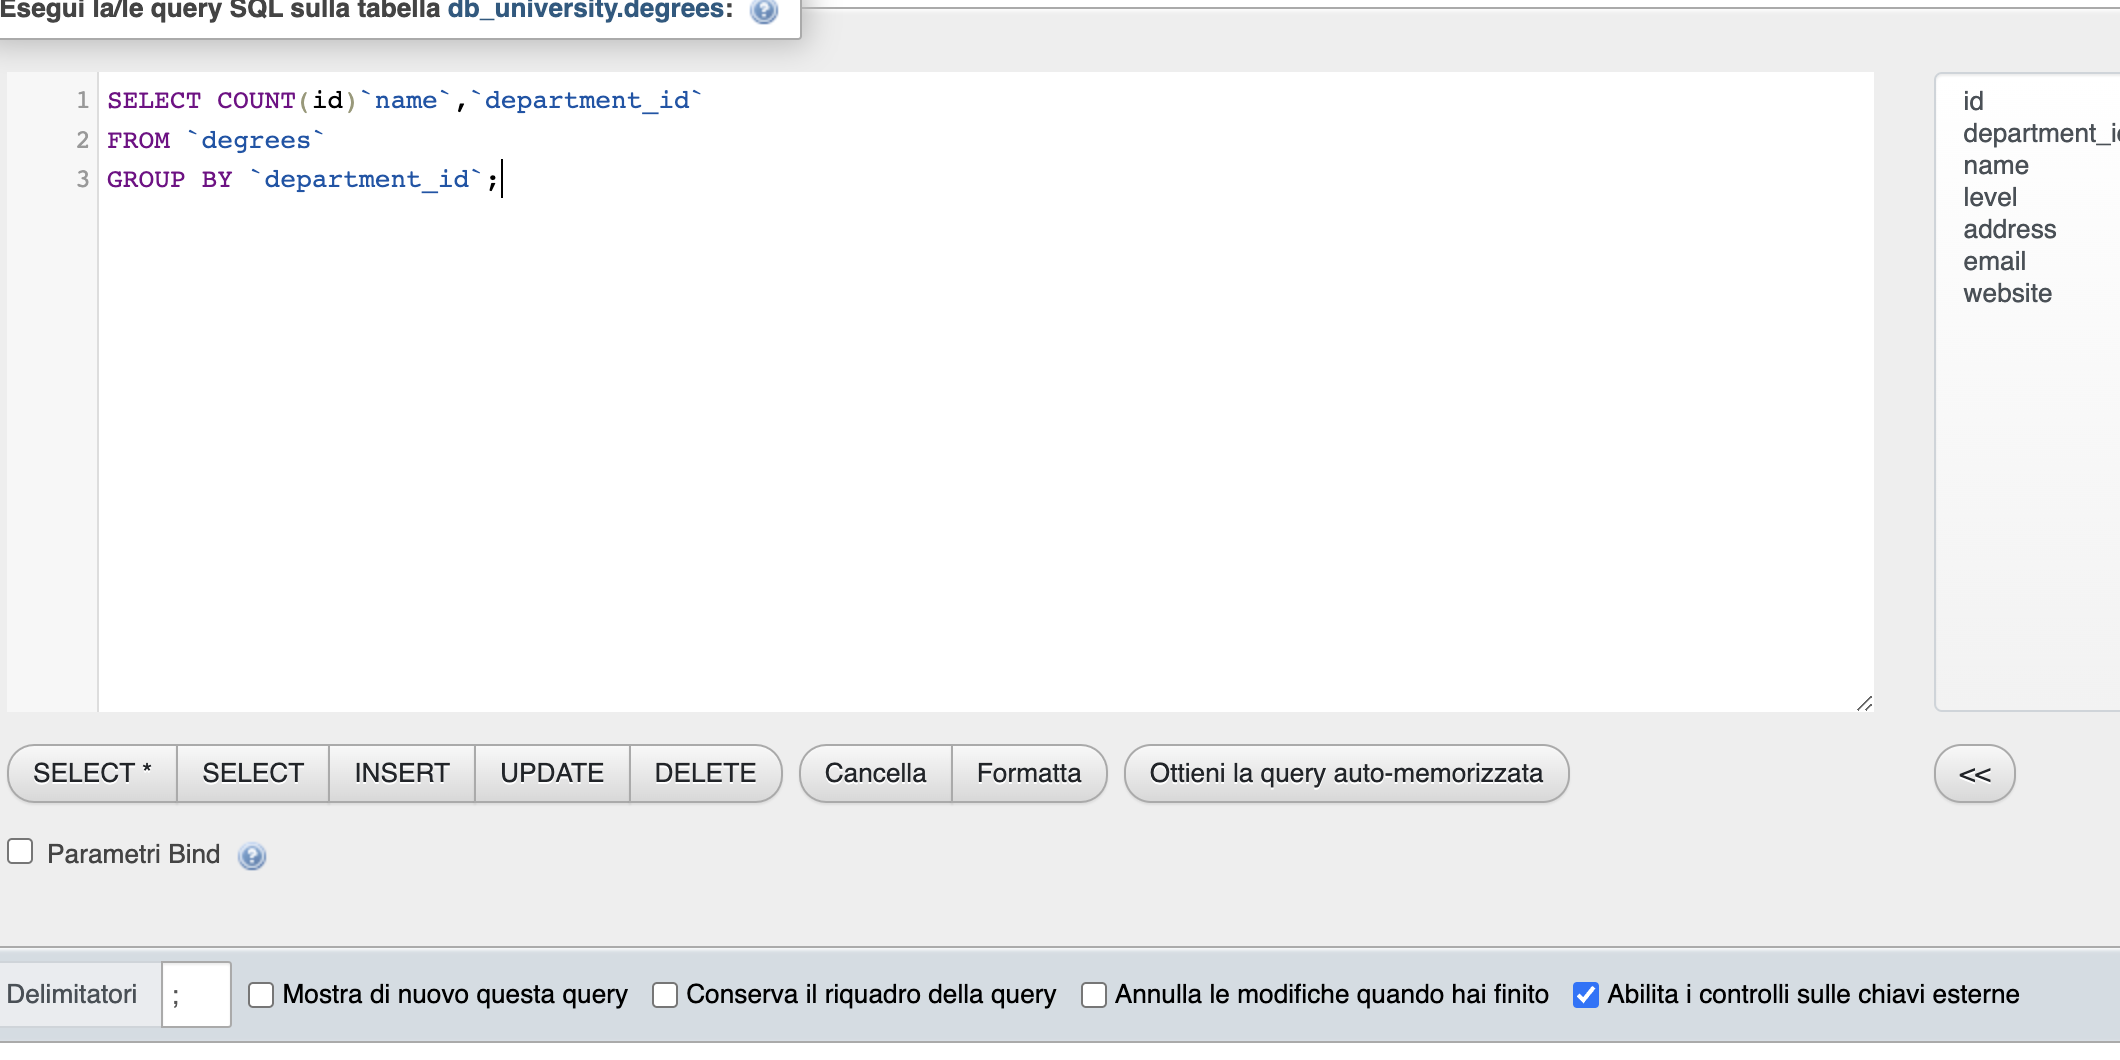 Esegui la/le query SQL sulla tabella db_university.degrees:
1 SELECT COUNT(id)`name`,`department_id`
2 FROM `degrees`
3 GROUP BY `department_id`;
id
department_i
name
level
address
email
website
SELECT * SELECT INSERT UPDATE DELETE Cancella Formatta Ottieni la query auto-memorizzata <<
Parametri Bind
Delimitatori ; Mostra di nuovo questa query Conserva il riquadro della query Annulla le modifiche quando hai finito Abilita i controlli sulle chiavi esterne